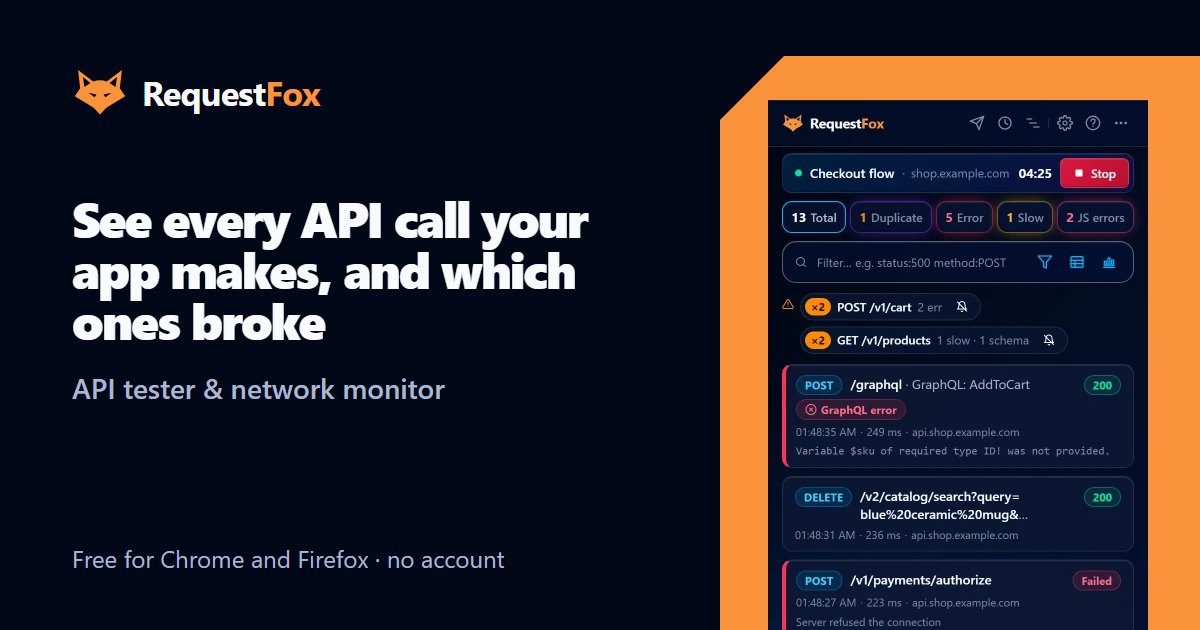 RequestFox
See every API call your
app makes, and which
ones broke
API tester & network monitor
Free for Chrome and Firefox · no account
RequestFox
Checkout flow · shop.example.com 04:25 Stop
13 Total 1 Duplicate 5 Error 1 Slow 2 JS errors
Filter... e.g. status:500 method:POST
×2 POST /v1/cart 2 err
×2 GET /v1/products 1 slow · 1 schema
POST /graphql · GraphQL: AddToCart 200
GraphQL error
01:48:35 AM · 249 ms · api.shop.example.com
Variable $sku of required type ID! was not provided.
DELETE /v2/catalog/search?query= 200
blue%20ceramic%20mug&...
01:48:31 AM · 236 ms · api.shop.example.com
POST /v1/payments/authorize Failed
01:48:27 AM · 223 ms · api.shop.example.com
Server refused the connection